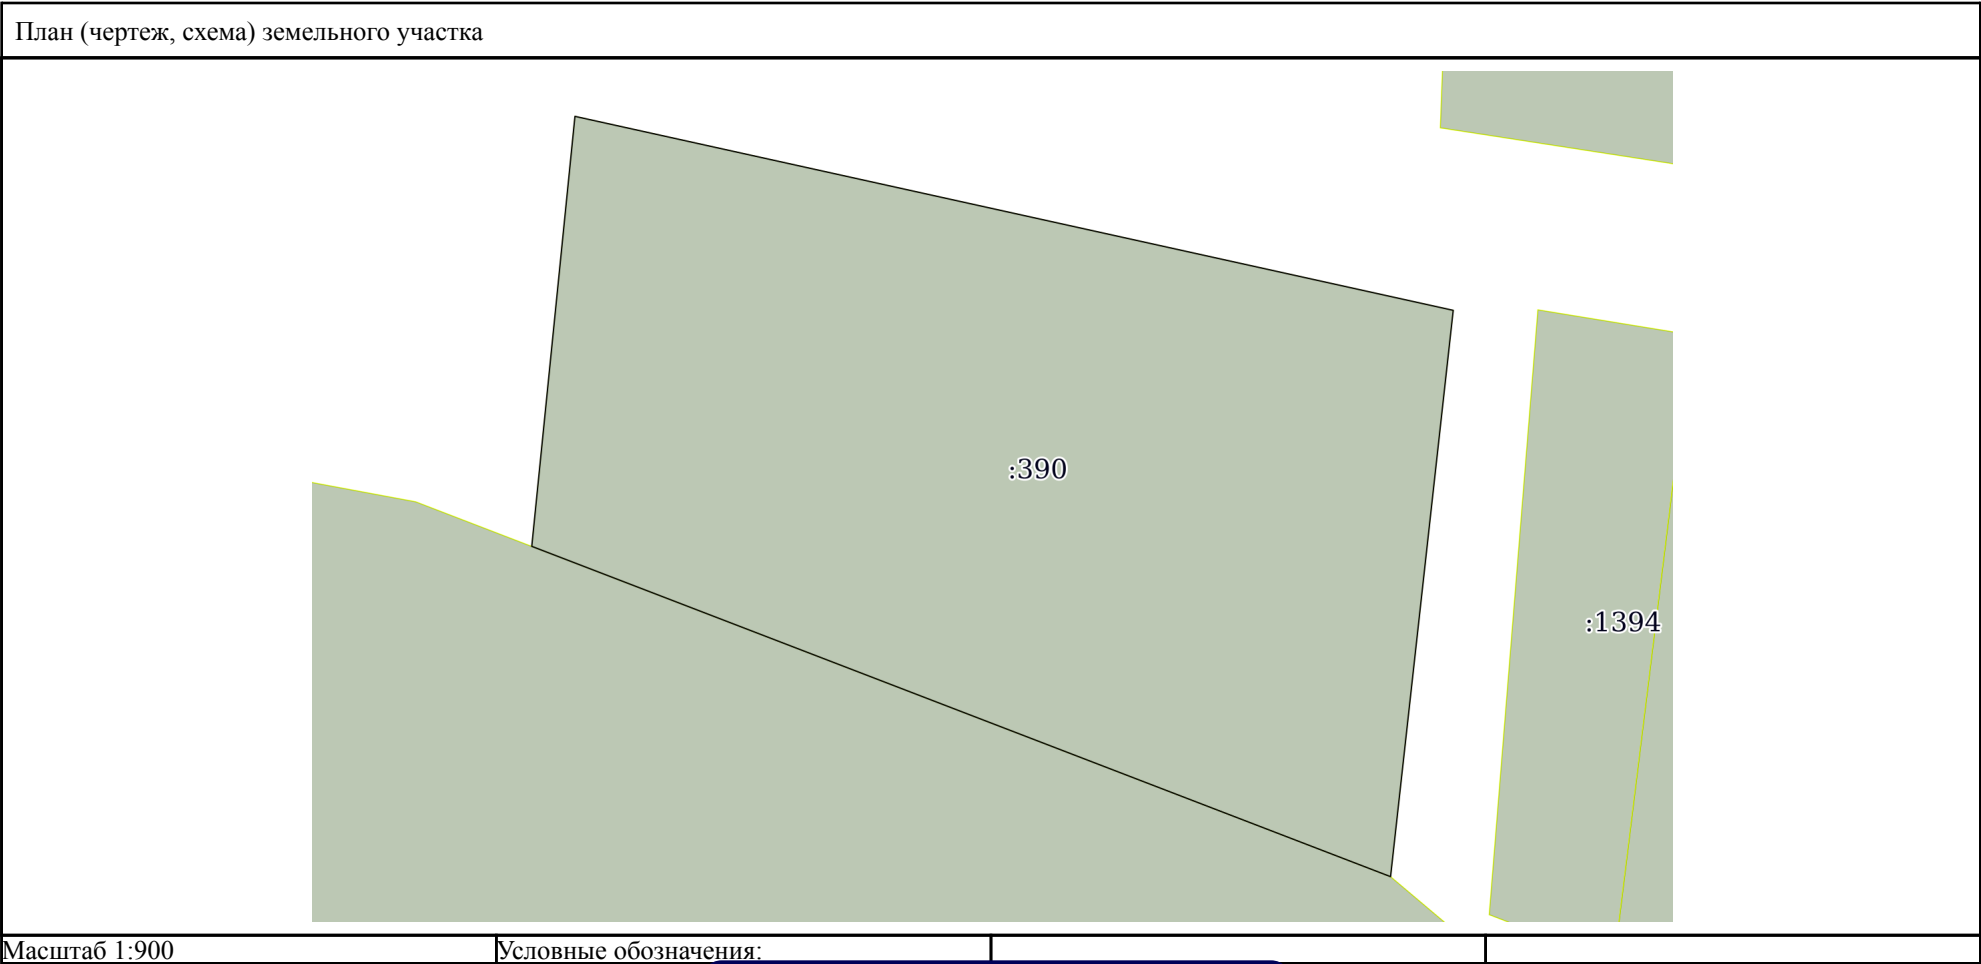 План (чертеж, схема) земельного участка
:390
:1394
Масштаб 1:900
Условные обозначения: